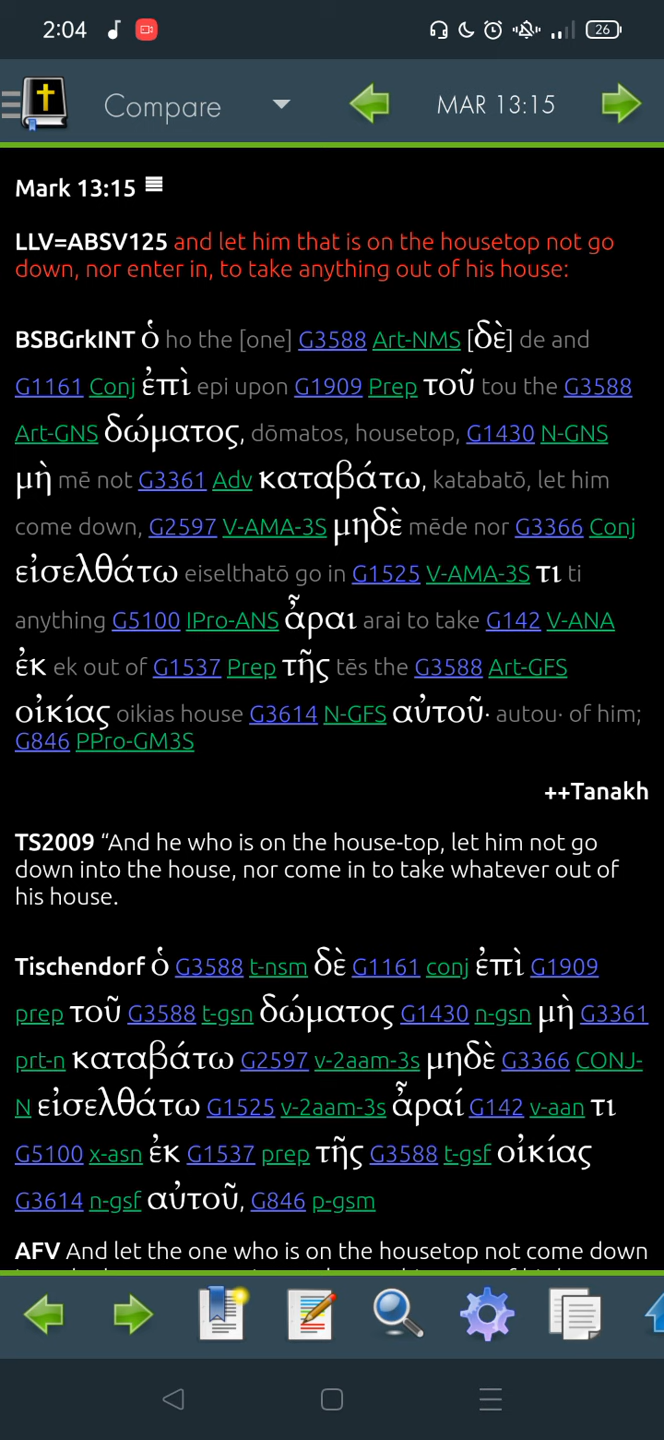 2:04 26
Compare MAR 13:15
Mark 13:15
LLV=ABSV125 and let him that is on the housetop not go
down, nor enter in, to take anything out of his house:
BSBGrkINT ὁ ho the [one] G3588 Art-NMS [δὲ] de and
G1161 Conj ἐπὶ epi upon G1909 Prep τοῦ tou the G3588
Art-GNS δώματος, dōmatos, housetop, G1430 N-GNS
μὴ mē not G3361 Adv καταβάτω, katabatō, let him
come down, G2597 V-AMA-3S μηδὲ mēde nor G3366 Conj
εἰσελθάτω eiselthatō go in G1525 V-AMA-3S τι ti
anything G5100 IPro-ANS ἆραι arai to take G142 V-ANA
ἐκ ek out of G1537 Prep τῆς tēs the G3588 Art-GFS
οἰκίας oikias house G3614 N-GFS αὐτοῦ· autou· of him;
G846 PPro-GM3S
++Tanakh
TS2009 “And he who is on the house-top, let him not go
down into the house, nor come in to take whatever out of
his house.
Tischendorf ὁ G3588 t-nsm δὲ G1161 conj ἐπὶ G1909
prep τοῦ G3588 t-gsn δώματος G1430 n-gsn μὴ G3361
prt-n καταβάτω G2597 v-2aam-3s μηδὲ G3366 CONJ-
N εἰσελθάτω G1525 v-2aam-3s ἆραί G142 v-aan τι
G5100 x-asn ἐκ G1537 prep τῆς G3588 t-gsf οἰκίας
G3614 n-gsf αὐτοῦ, G846 p-gsm
AFV And let the one who is on the housetop not come down